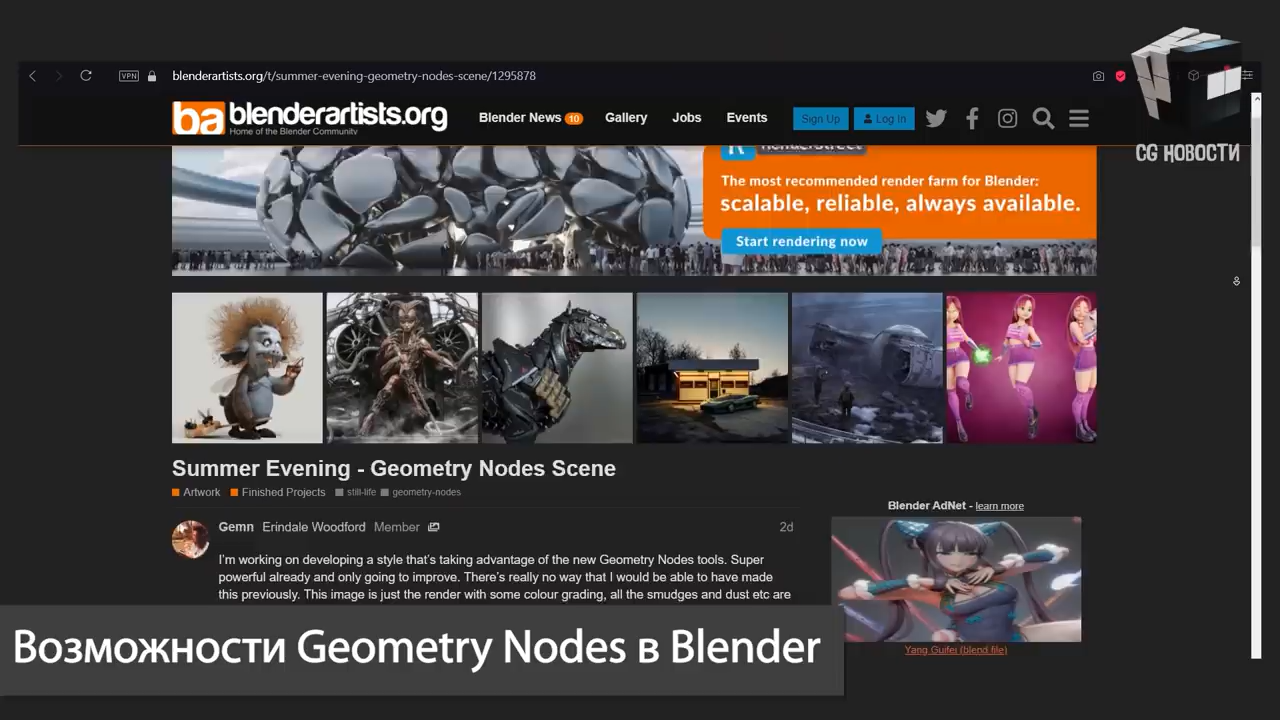 VPN
blenderartists.org/t/summer-evening-geometry-nodes-scene/1295878
ba blenderartists.org
Home of the Blender Community
Blender News 10
Gallery
Jobs
Events
Sign Up
Log In
CG НОВОСТИ
The most recommended render farm for Blender:
scalable, reliable, always available.
Start rendering now
Summer Evening - Geometry Nodes Scene
Artwork Finished Projects still-life geometry-nodes
Blender AdNet - learn more
Gemn Erindale Woodford Member 2d
I'm working on developing a style that's taking advantage of the new Geometry Nodes tools. Super
powerful already and only going to improve. There's really no way that I would be able to have made
this previously. This image is just the render with some colour grading, all the smudges and dust etc are
Yang Guifei (blend file)
Возможности Geometry Nodes в Blender